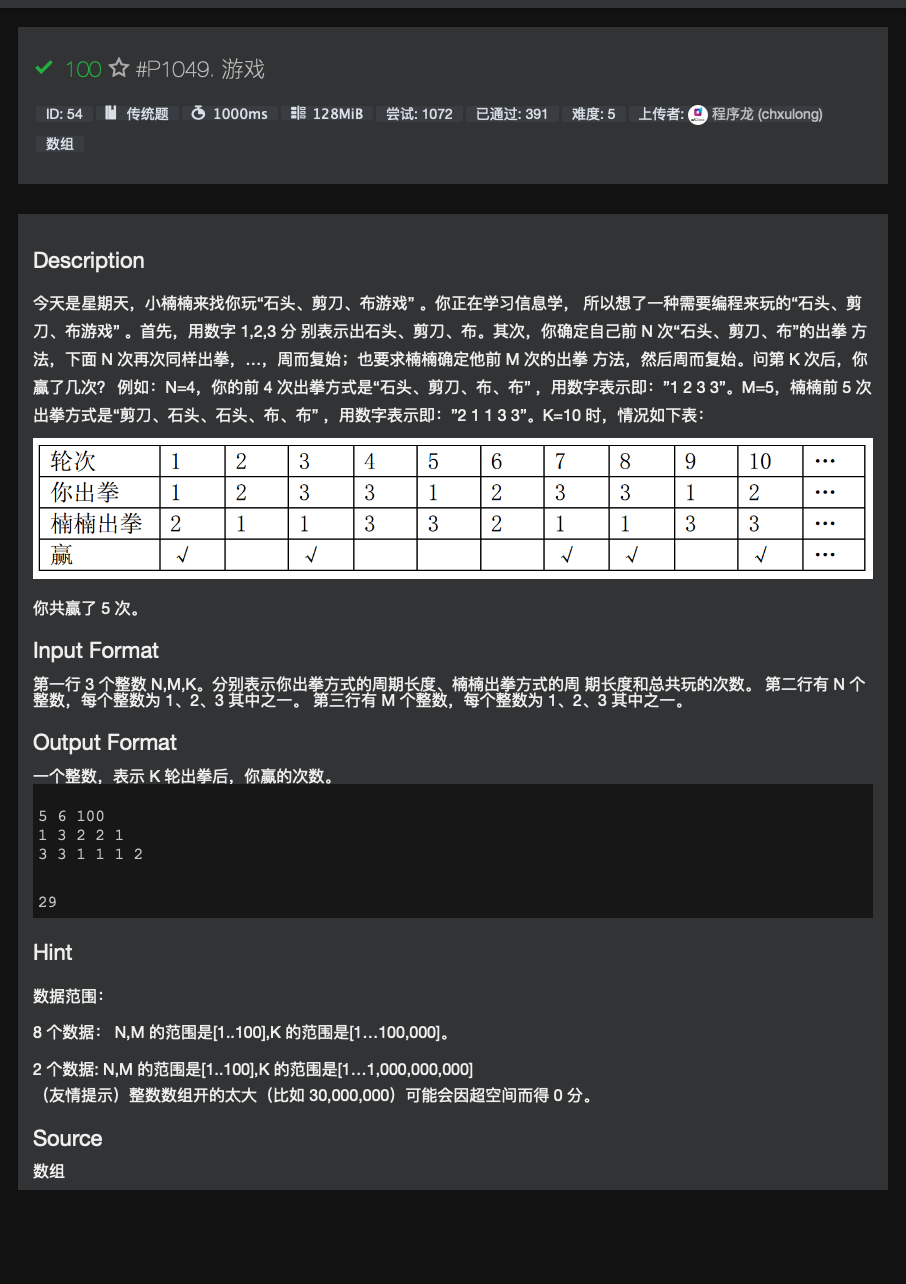 100 #P1049. 游戏
ID: 54 传统题 1000ms 128MiB 尝试: 1072 已通过: 391 难度: 5 上传者: 程序龙 (chxulong)
数组
Description
今天是星期天，小楠楠来找你玩“石头、剪刀、布游戏” 。你正在学习信息学， 所以想了一种需要编程来玩的“石头、剪
刀、布游戏” 。首先，用数字 1,2,3 分 别表示出石头、剪刀、布。其次，你确定自己前 N 次“石头、剪刀、布”的出拳 方
法，下面 N 次再次同样出拳，…，周而复始；也要求楠楠确定他前 M 次的出拳 方法，然后周而复始。问第 K 次后，你
赢了几次？ 例如：N=4，你的前 4 次出拳方式是“石头、剪刀、布、布” ，用数字表示即：”1 2 3 3”。M=5，楠楠前 5 次
出拳方式是“剪刀、石头、石头、布、布” ，用数字表示即：”2 1 1 3 3”。K=10 时，情况如下表：
轮次 1 2 3 4 5 6 7 8 9 10 …
你出拳 1 2 3 3 1 2 3 3 1 2 …
楠楠出拳 2 1 1 3 3 2 1 1 3 3 …
赢 √ √ √ √ √ …
你共赢了 5 次。
Input Format
第一行 3 个整数 N,M,K。分别表示你出拳方式的周期长度、楠楠出拳方式的周 期长度和总共玩的次数。 第二行有 N 个
整数，每个整数为 1、2、3 其中之一。 第三行有 M 个整数，每个整数为 1、2、3 其中之一。
Output Format
一个整数，表示 K 轮出拳后，你赢的次数。
5 6 100
1 3 2 2 1
3 3 1 1 1 2
29
Hint
数据范围：
8 个数据： N,M 的范围是[1..100],K 的范围是[1…100,000]。
2 个数据: N,M 的范围是[1..100],K 的范围是[1…1,000,000,000]
（友情提示）整数数组开的太大（比如 30,000,000）可能会因超空间而得 0 分。
Source
数组